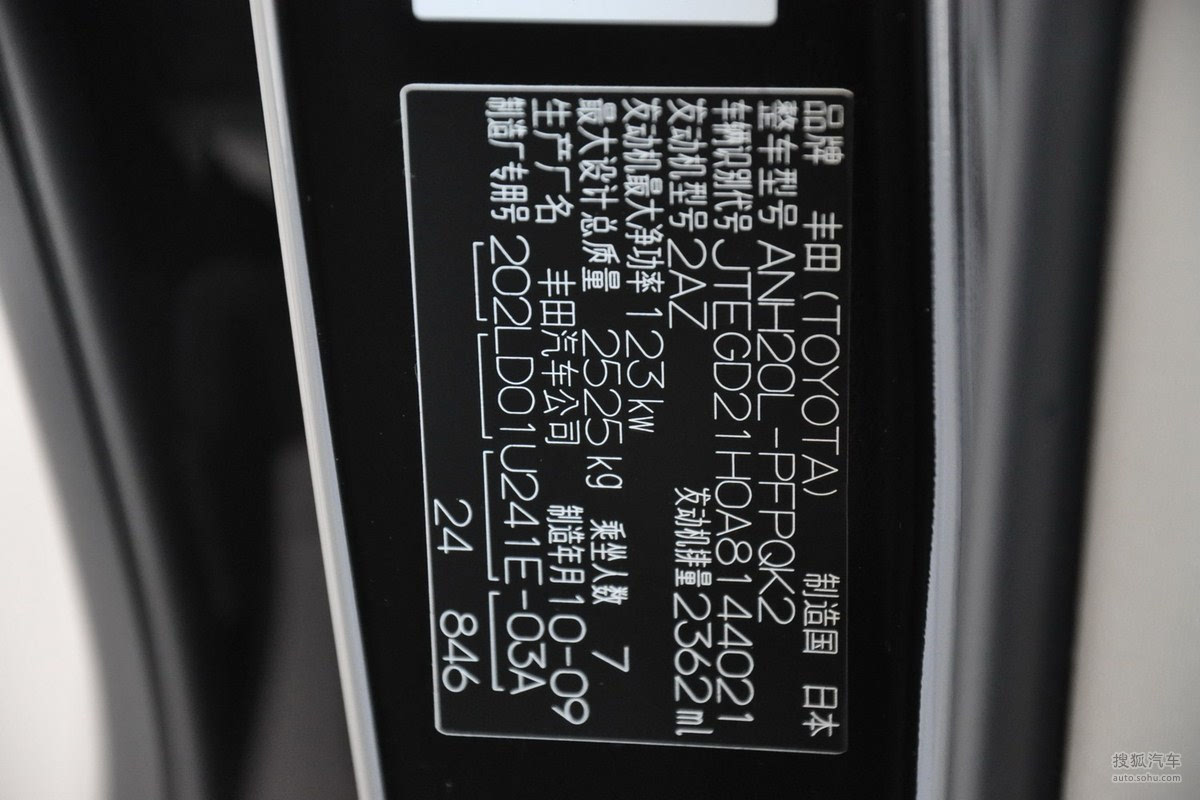 品牌 丰田(TOYOTA) 制造国 日本
整车型号 ANH20L-PFPQK2
车辆识别代号 JTEGD21H0A8144021
发动机型号 2AZ 发动机排量 2362ml
发动机最大净功率 123kw
最大设计总质量 2525kg 乘坐人数 7
生产厂名 丰田汽车公司 制造年月 10-09
制造厂专用号 202LD01U241E-03A
24 846
搜狐汽车
auto.sohu.com